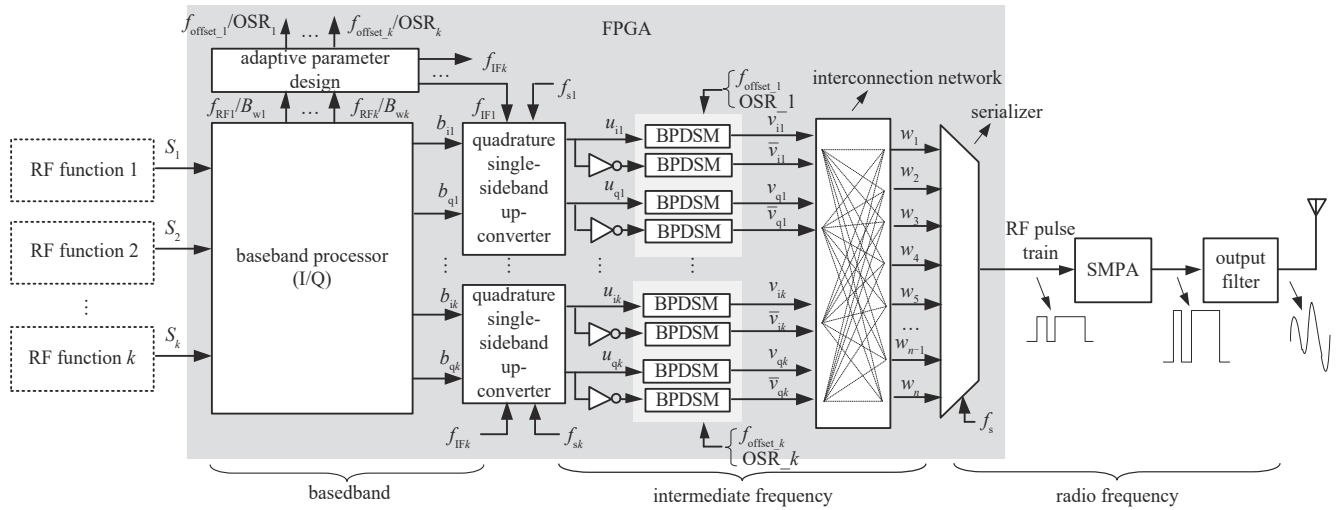 FPGA
f_offset_1/OSR_1 … f_offset_k/OSR_k
adaptive parameter
design
f_IFk
…
f_RF1/B_w1 … f_RFk/B_wk
f_IF1
f_s1
RF function 1
S_1
RF function 2
S_2
⋮
RF function k
S_k
baseband processor
(I/Q)
b_i1
b_q1
⋮
b_ik
b_qk
quadrature
single-
sideband
up-
converter
⋮
quadrature
single-
sideband
up-
converter
f_IFk
f_sk
u_i1
u_q1
⋮
u_ik
u_qk
f_offset_1
OSR_1
BPDSM
BPDSM
BPDSM
BPDSM
⋮
BPDSM
BPDSM
BPDSM
BPDSM
f_offset_k
OSR_k
v_i1
v̅_i1
v_q1
v̅_q1
⋮
v_ik
v̅_ik
v_qk
v̅_qk
interconnection network
w_1
w_2
w_3
w_4
w_5
…
w_n−1
w_n
serializer
f_s
RF pulse
train
SMPA
output
filter
basedband
intermediate frequency
radio frequency